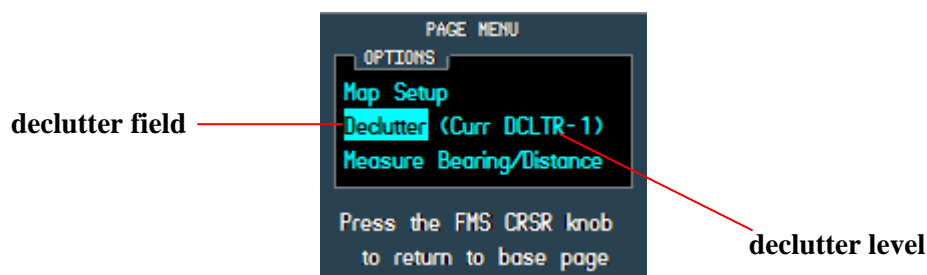 PAGE MENU
OPTIONS
Map Setup
declutter field
Declutter (Curr DCLTR-1)
Measure Bearing/Distance
Press the FMS CRSR knob
to return to base page
declutter level